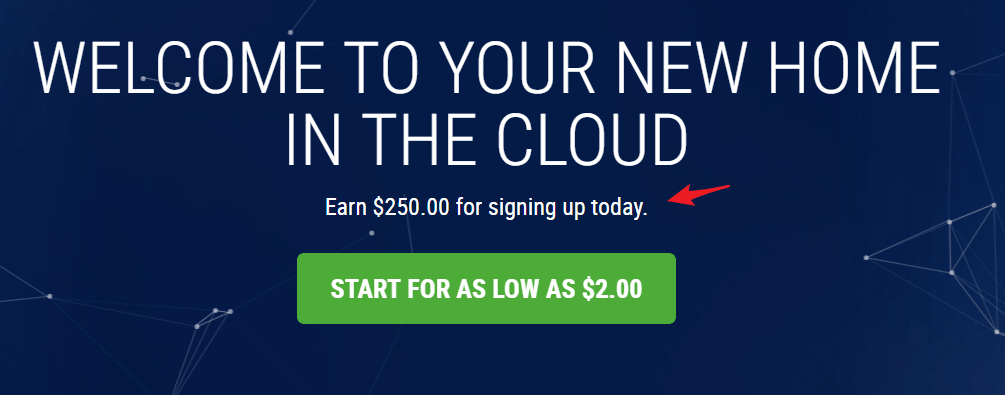 WELCOME TO YOUR NEW HOME
IN THE CLOUD
Earn $250.00 for signing up today.
START FOR AS LOW AS $2.00